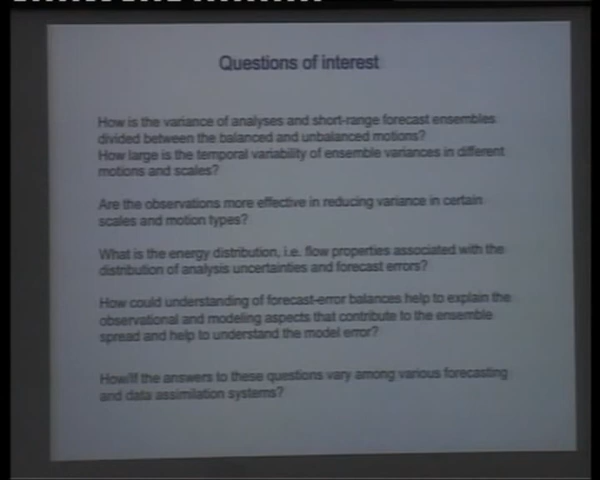 Questions of interest
How is the variance of analyses and short-range forecast ensembles
divided between the balanced and unbalanced motions?
How large is the temporal variability of ensemble variances in different
motions and scales?
Are the observations more effective in reducing variance in certain
scales and motion types?
What is the energy distribution, i.e. flow properties associated with the
distribution of analysis uncertainties and forecast errors?
How could understanding of forecast-error balances help to explain the
observational and modeling aspects that contribute to the ensemble
spread and help to understand the model error?
How/If the answers to these questions vary among various forecasting
and data assimilation systems?